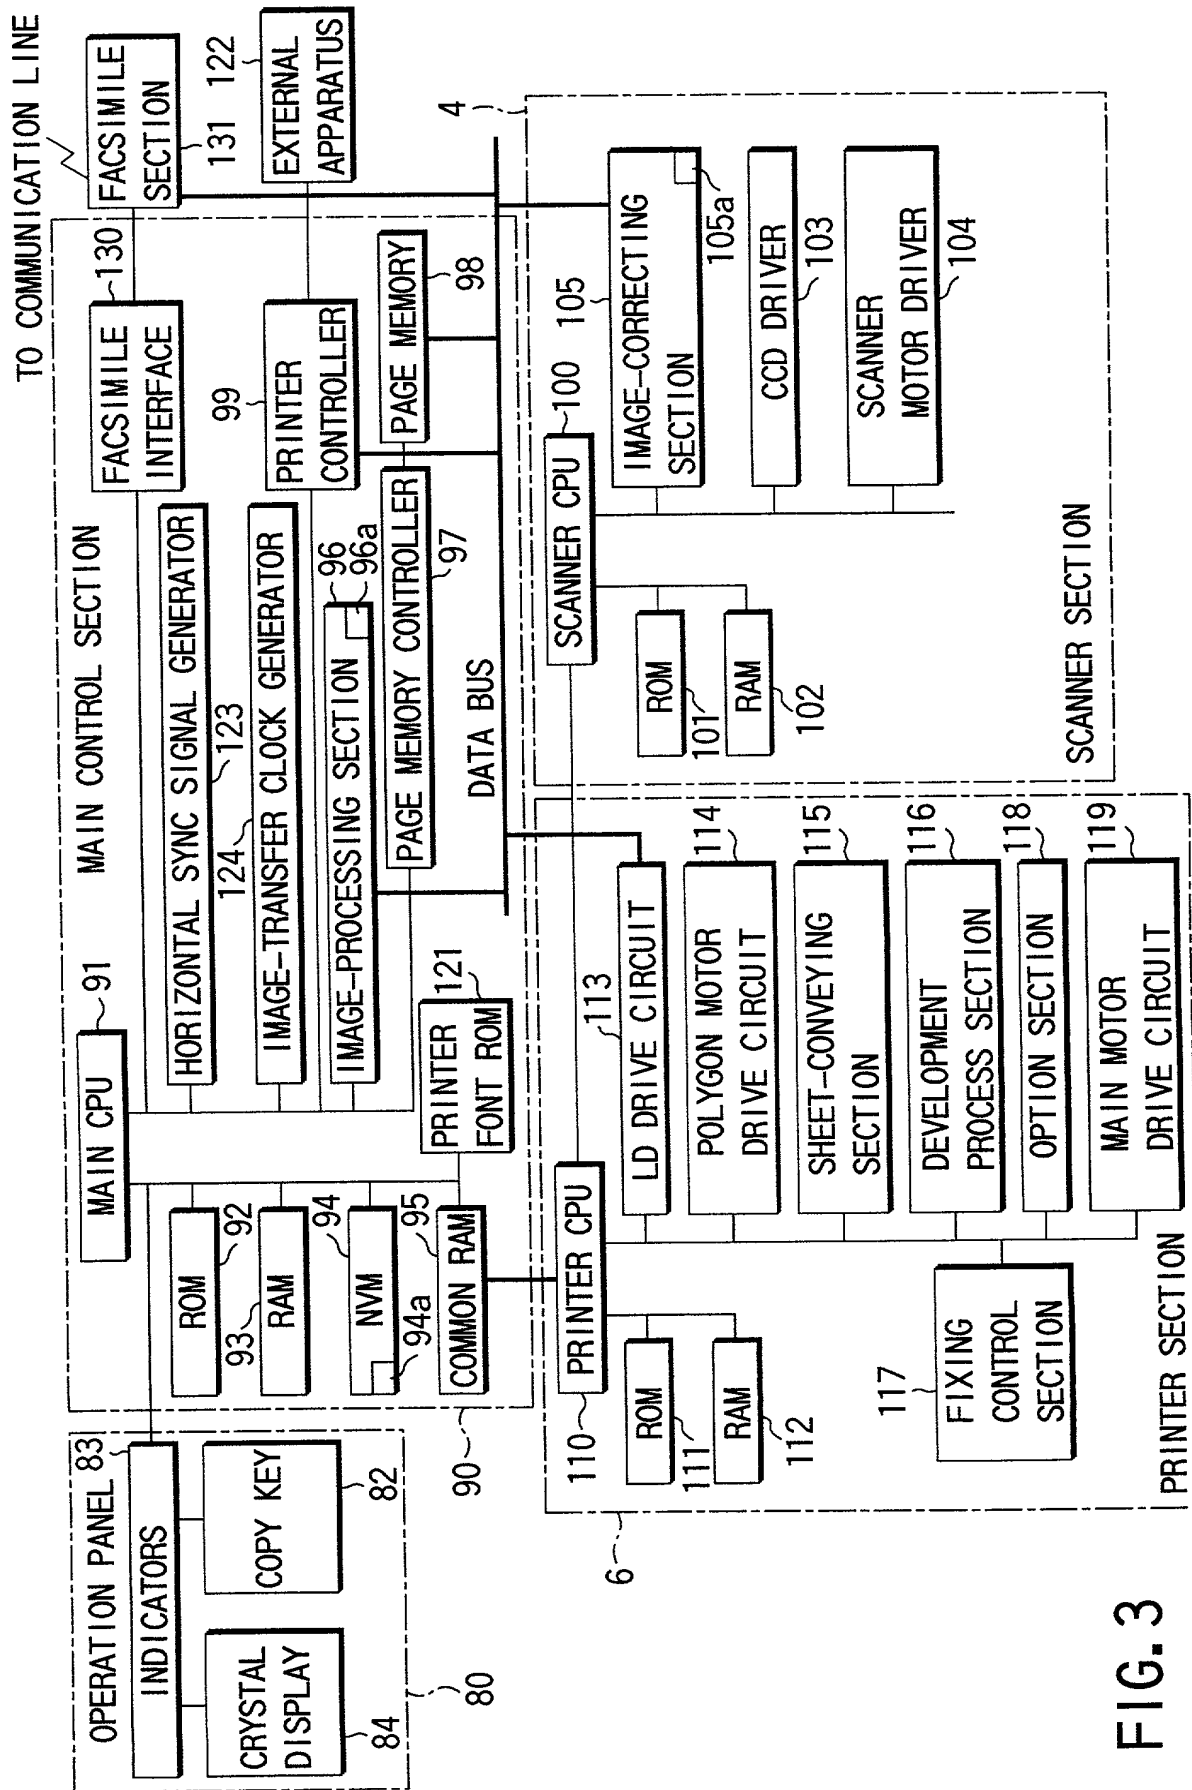 TO COMMUNICATION LINE
OPERATION PANEL
83
INDICATORS
CRYSTAL
DISPLAY
84
COPY KEY
82
80
MAIN CONTROL SECTION
90
MAIN CPU
91
ROM
92
RAM
93
NVM
94
94a
COMMON RAM
95
PRINTER
FONT ROM
121
HORIZONTAL SYNC SIGNAL GENERATOR
123
IMAGE-TRANSFER CLOCK GENERATOR
124
IMAGE-PROCESSING SECTION
96
96a
PAGE MEMORY CONTROLLER
97
PAGE MEMORY
98
PRINTER
CONTROLLER
99
FACSIMILE
INTERFACE
130
FACSIMILE
SECTION
131
EXTERNAL
APPARATUS
122
DATA BUS
PRINTER CPU
110
ROM
111
RAM
112
LD DRIVE CIRCUIT
113
POLYGON MOTOR
DRIVE CIRCUIT
114
SHEET-CONVEYING
SECTION
115
DEVELOPMENT
PROCESS SECTION
116
FIXING
CONTROL
SECTION
117
OPTION SECTION
118
MAIN MOTOR
DRIVE CIRCUIT
119
PRINTER SECTION
6
SCANNER CPU
100
ROM
101
RAM
102
IMAGE-CORRECTING
SECTION
105
105a
CCD DRIVER
103
SCANNER
MOTOR DRIVER
104
SCANNER SECTION
4
FIG. 3